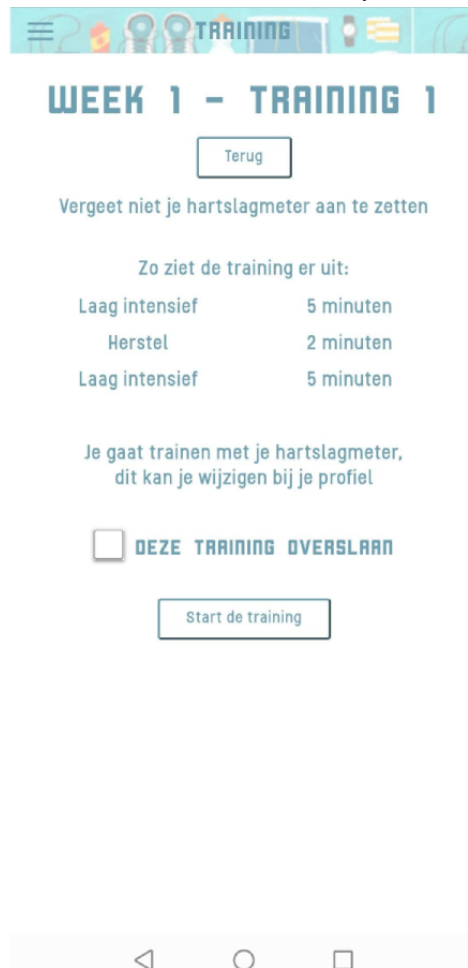 TRAINING
WEEK 1 - TRAINING 1
Terug
Vergeet niet je hartslagmeter aan te zetten
Zo ziet de training er uit:
Laag intensief 5 minuten
Herstel 2 minuten
Laag intensief 5 minuten
Je gaat trainen met je hartslagmeter,
dit kan je wijzigen bij je profiel
DEZE TRAINING OVERSLAAN
Start de training